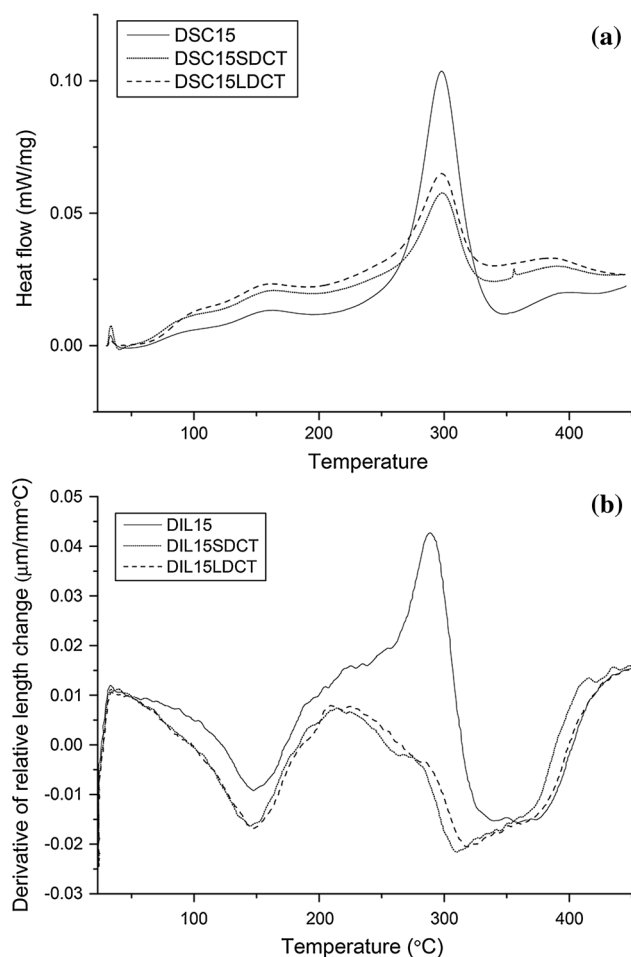 (a)
DSC15
DSC15SDCT
DSC15LDCT
Heat flow (mW/mg)
0.10
0.05
0.00
100
200
300
400
Temperature
(b)
DIL15
DIL15SDCT
DIL15LDCT
Derivative of relative length change (μm/mm°C)
0.05
0.04
0.03
0.02
0.01
0.00
-0.01
-0.02
-0.03
100
200
300
400
Temperature (°C)